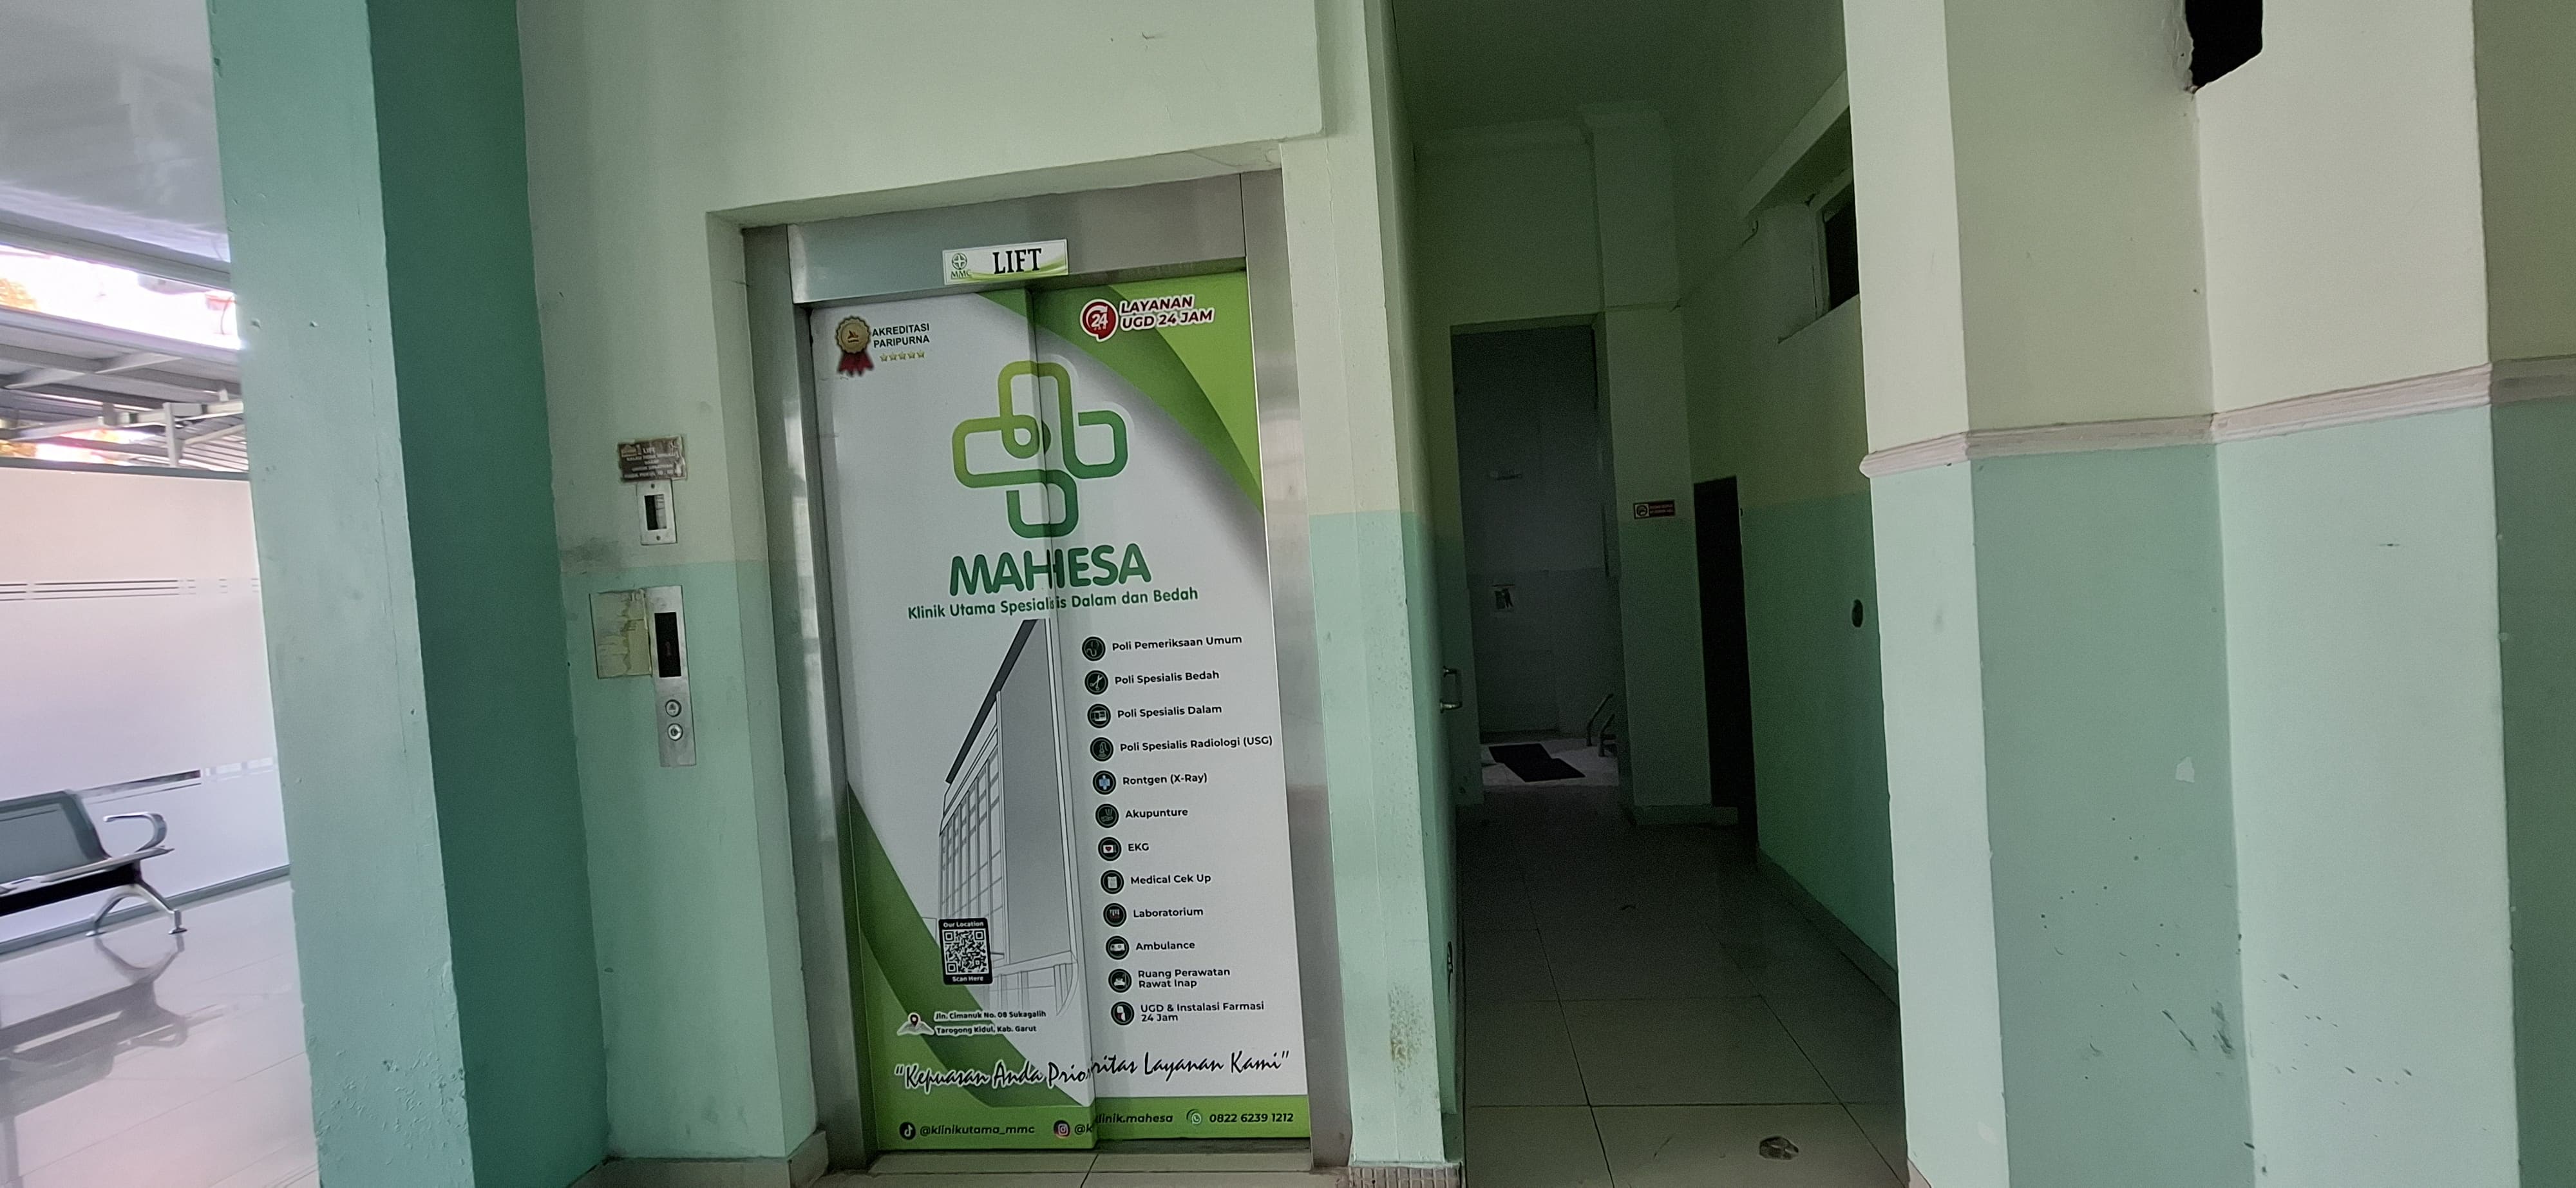 MMC LIFT
AKREDITASI
PARIPURNA
24
LAYANAN
UGD 24 JAM
MAHESA
Klinik Utama Spesialis Dalam dan Bedah
Poli Pemeriksaan Umum
Poli Spesialis Bedah
Poli Spesialis Dalam
Poli Spesialis Radiologi (USG)
Rontgen (X-Ray)
Akupunture
EKG
Medical Cek Up
Laboratorium
Ambulance
Ruang Perawatan
Rawat Inap
UGD & Instalasi Farmasi
24 Jam
Our Location
Scan Here
Jln. Cimanuk No. 08 Sukagalih
Tarogong Kidul, Kab. Garut
"Kepuasan Anda Prioritas Layanan Kami"
@klinikutama_mmc @klinik.mahesa 0822 6239 1212
LIFT